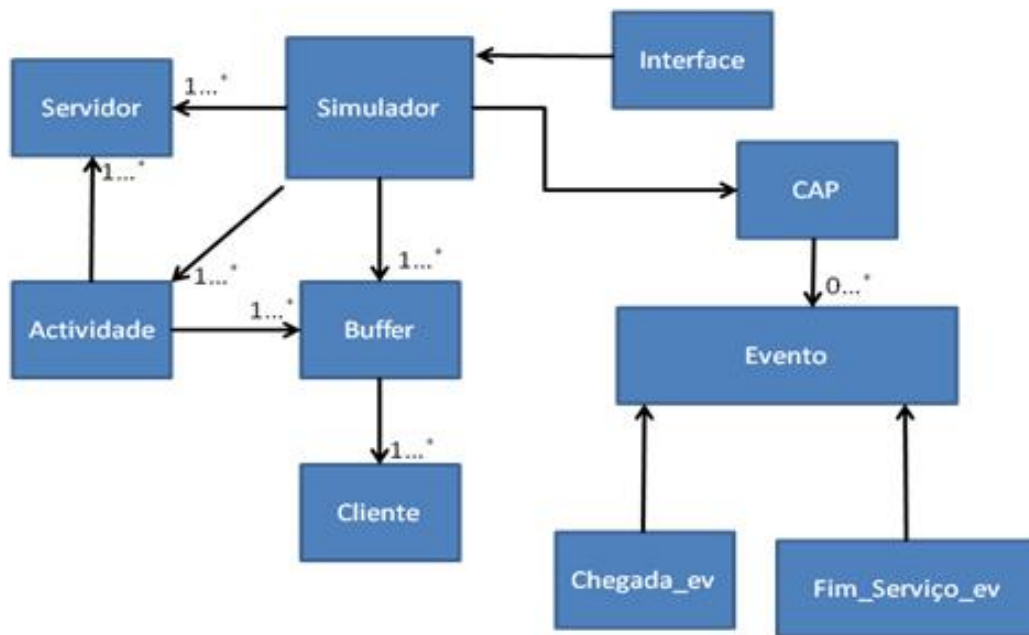 Interface
1...*
Servidor
Simulador
1...*
CAP
1...*
1...*
0...*
1...*
Actividade
Buffer
Evento
1...*
Cliente
Chegada_ev
Fim_Serviço_ev